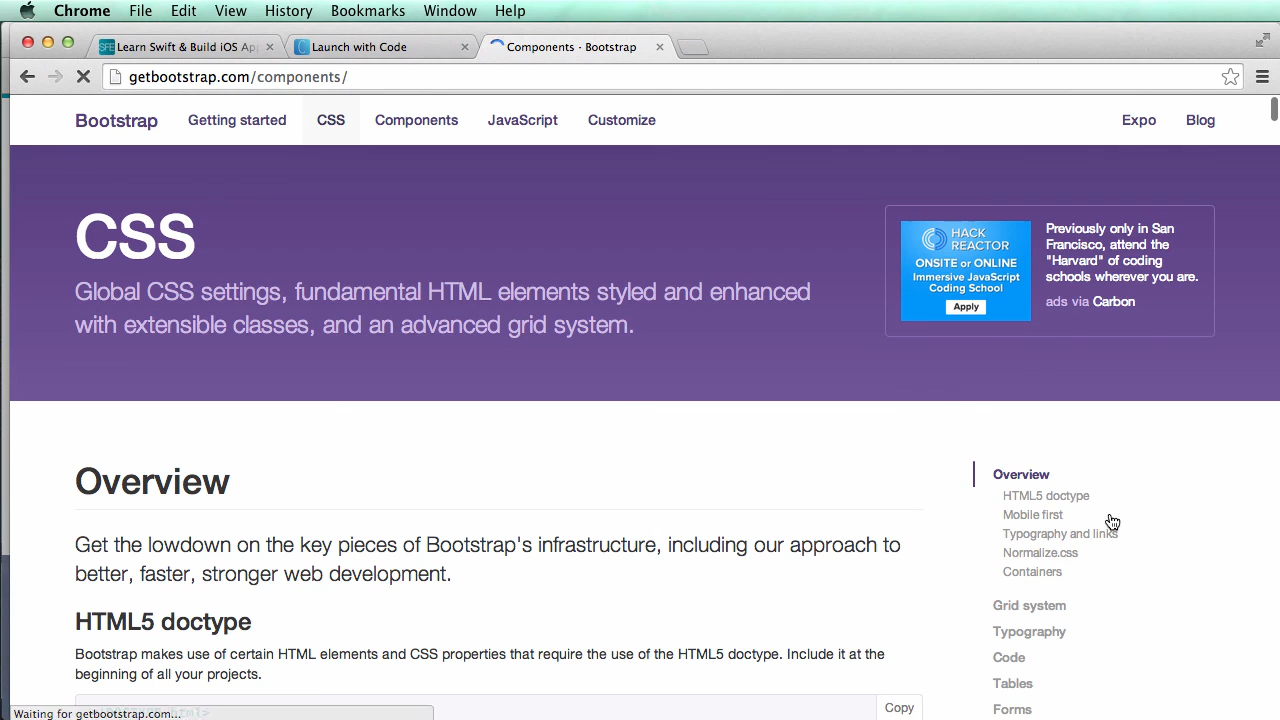 Chrome File Edit View History Bookmarks Window Help
Learn Swift & Build iOS App
Launch with Code
Components · Bootstrap
getbootstrap.com/components/
Bootstrap Getting started CSS Components JavaScript Customize Expo Blog
CSS
Global CSS settings, fundamental HTML elements styled and enhanced
with extensible classes, and an advanced grid system.
HACK
REACTOR
ONSITE or ONLINE
Immersive JavaScript
Coding School
Apply
Previously only in San
Francisco, attend the
"Harvard" of coding
schools wherever you are.
ads via Carbon
Overview
Get the lowdown on the key pieces of Bootstrap's infrastructure, including our approach to
better, faster, stronger web development.
HTML5 doctype
Bootstrap makes use of certain HTML elements and CSS properties that require the use of the HTML5 doctype. Include it at the
beginning of all your projects.
Copy
Overview
HTML5 doctype
Mobile first
Typography and links
Normalize.css
Containers
Grid system
Typography
Code
Tables
Forms
Waiting for getbootstrap.com...